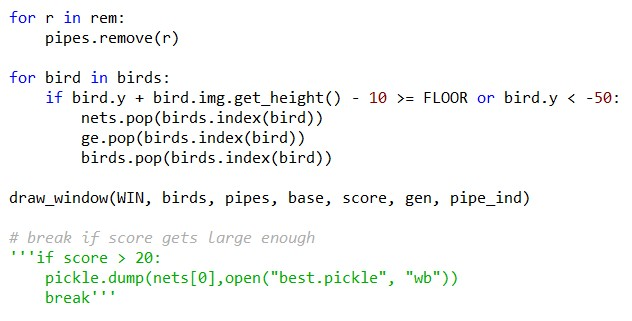 for r in rem:
    pipes.remove(r)

for bird in birds:
    if bird.y + bird.img.get_height() - 10 >= FLOOR or bird.y < -50:
        nets.pop(birds.index(bird))
        ge.pop(birds.index(bird))
        birds.pop(birds.index(bird))

draw_window(WIN, birds, pipes, base, score, gen, pipe_ind)

# break if score gets large enough
'''if score > 20:
    pickle.dump(nets[0],open("best.pickle", "wb"))
    break'''